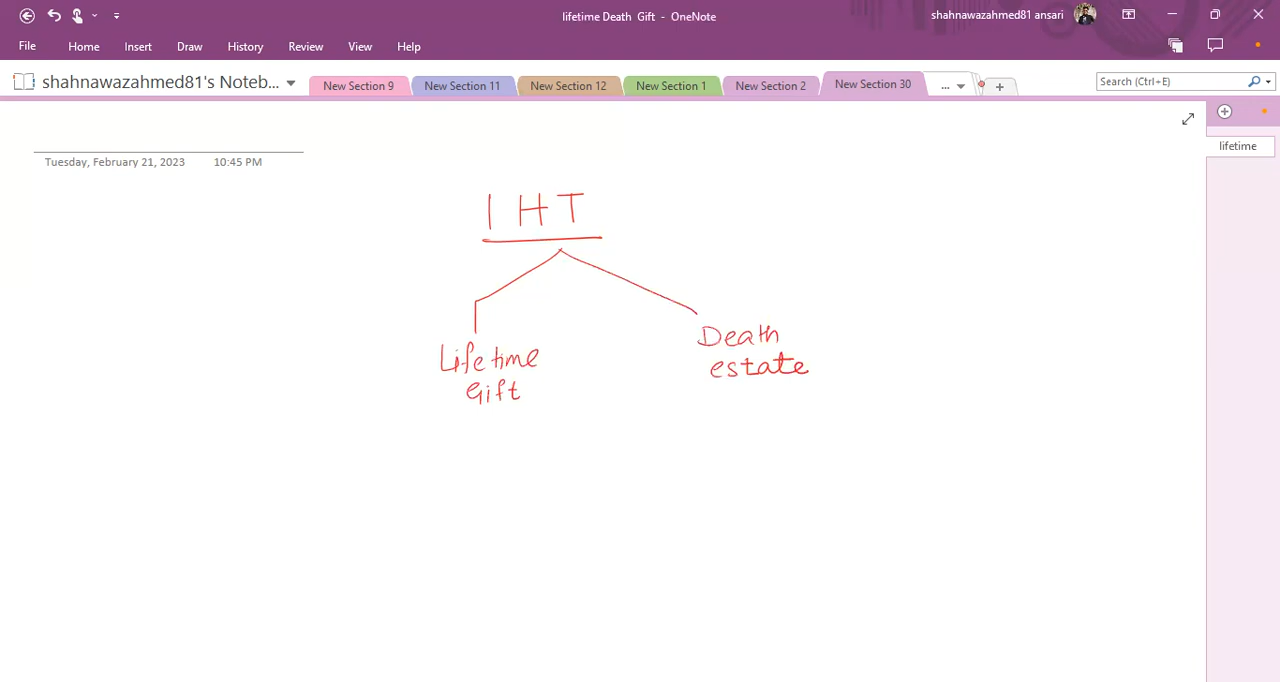 lifetime Death Gift - OneNote
shahnawazahmed81 ansari
File Home Insert Draw History Review View Help
shahnawazahmed81's Noteb...
New Section 9
New Section 11
New Section 12
New Section 1
New Section 2
New Section 30
...
Search (Ctrl+E)
lifetime
Tuesday, February 21, 2023 10:45 PM
IHT
Lifetime
Gift
Death
estate